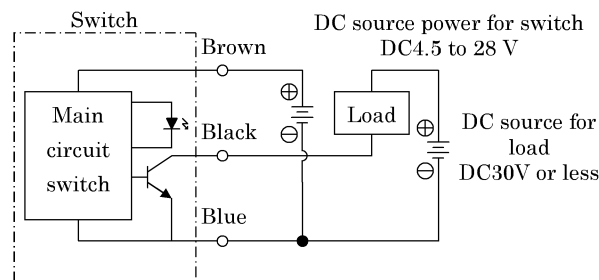 Switch
DC source power for switch
DC4.5 to 28 V
Brown
Main
circuit
switch
Load
Black
DC source for
load
DC30V or less
Blue